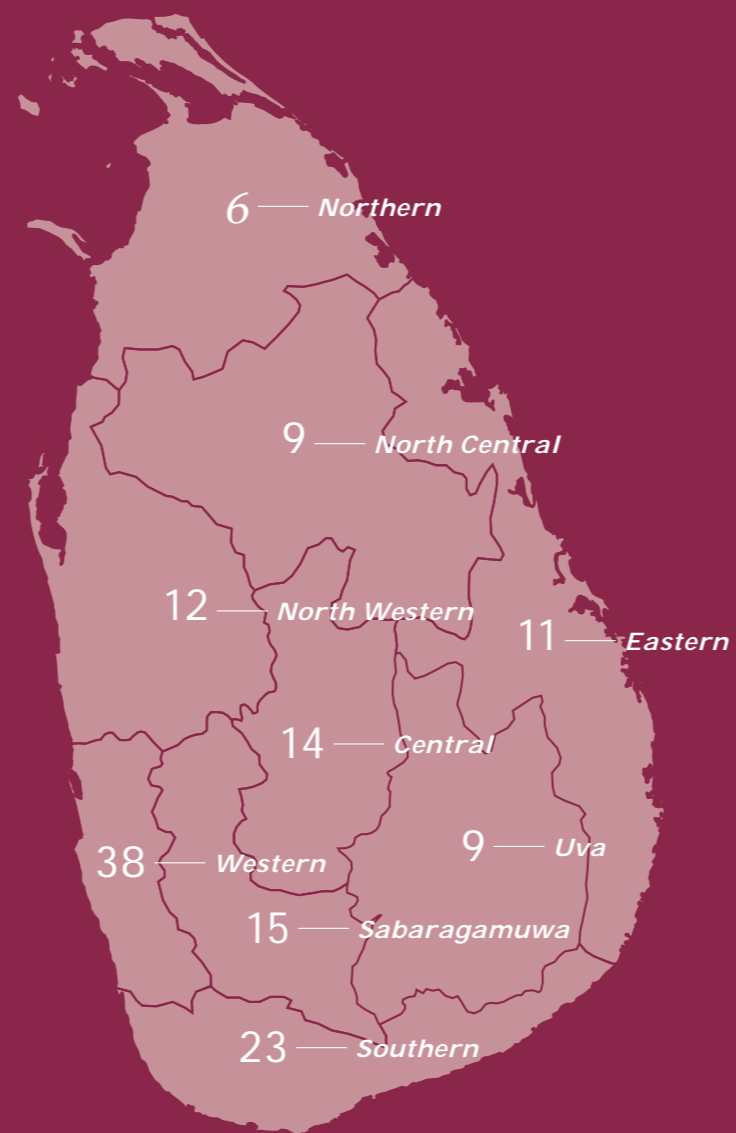 6 Northern
9 North Central
12 North Western
11 Eastern
14 Central
9 Uva
38 Western
15 Sabaragamuwa
23 Southern